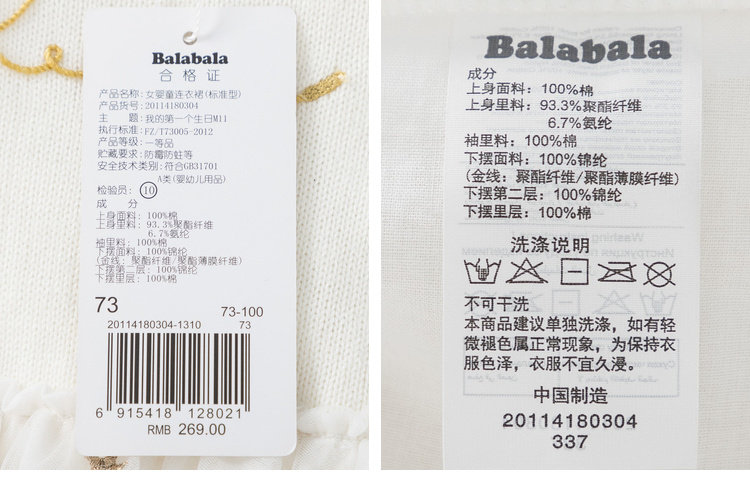 Balabala
合格证
产品名称: 女婴童连衣裙(标准型)
产品货号: 20114180304
主 题: 我的第一个生日M11
执行标准: FZ/T73005-2012
产品等级: 一等品
贮藏要求: 防霉防蛀等
安全技术类别: 符合GB31701
A类(婴幼儿用品)
检验员: 10
成 分
上身面料: 100%棉
上身里料: 93.3%聚酯纤维
6.7%氨纶
袖里料: 100%棉
下摆面料: 100%锦纶
(金线: 聚酯纤维/聚酯薄膜纤维)
下摆第二层: 100%锦纶
下摆里层: 100%棉
73 73-100
20114180304-1310 73
6 915418 128021
RMB 269.00
Balabala
成分
上身面料: 100%棉
上身里料: 93.3%聚酯纤维
6.7%氨纶
袖里料: 100%棉
下摆面料: 100%锦纶
(金线: 聚酯纤维/聚酯薄膜纤维)
下摆第二层: 100%锦纶
下摆里层: 100%棉
洗涤说明
不可干洗
本商品建议单独洗涤，如有轻
微褪色属正常现象，为保持衣
服色泽，衣服不宜久浸。
中国制造
20114180304
337